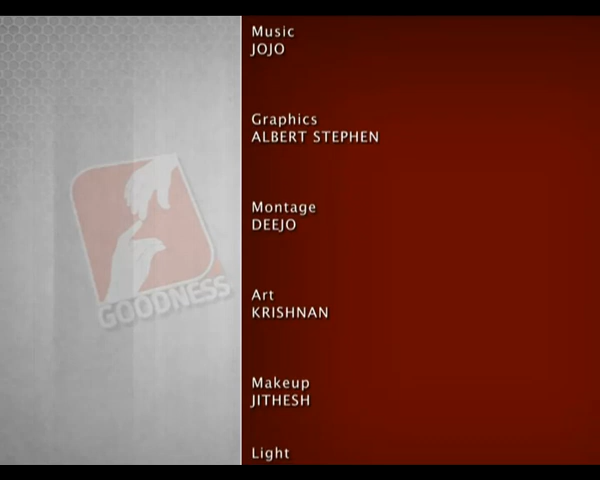 Music
JOJO
Graphics
ALBERT STEPHEN
Montage
DEEJO
Art
KRISHNAN
Makeup
JITHESH
Light
GOODNESS